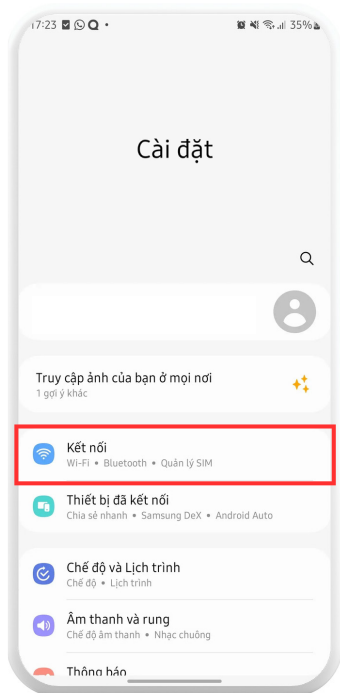 17:23 35%
Cài đặt
Truy cập ảnh của bạn ở mọi nơi
1 gợi ý khác
Kết nối
Wi-Fi • Bluetooth • Quản lý SIM
Thiết bị đã kết nối
Chia sẻ nhanh • Samsung DeX • Android Auto
Chế độ và Lịch trình
Chế độ • Lịch trình
Âm thanh và rung
Chế độ âm thanh • Nhạc chuông
Thông báo